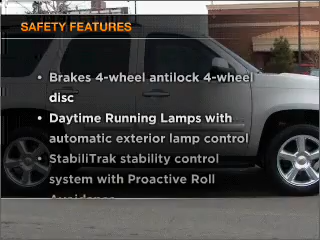 SAFETY FEATURES
• Brakes 4-wheel antilock 4-wheel
disc
• Daytime Running Lamps with
automatic exterior lamp control
• StabiliTrak stability control
system with Proactive Roll
Avoidance